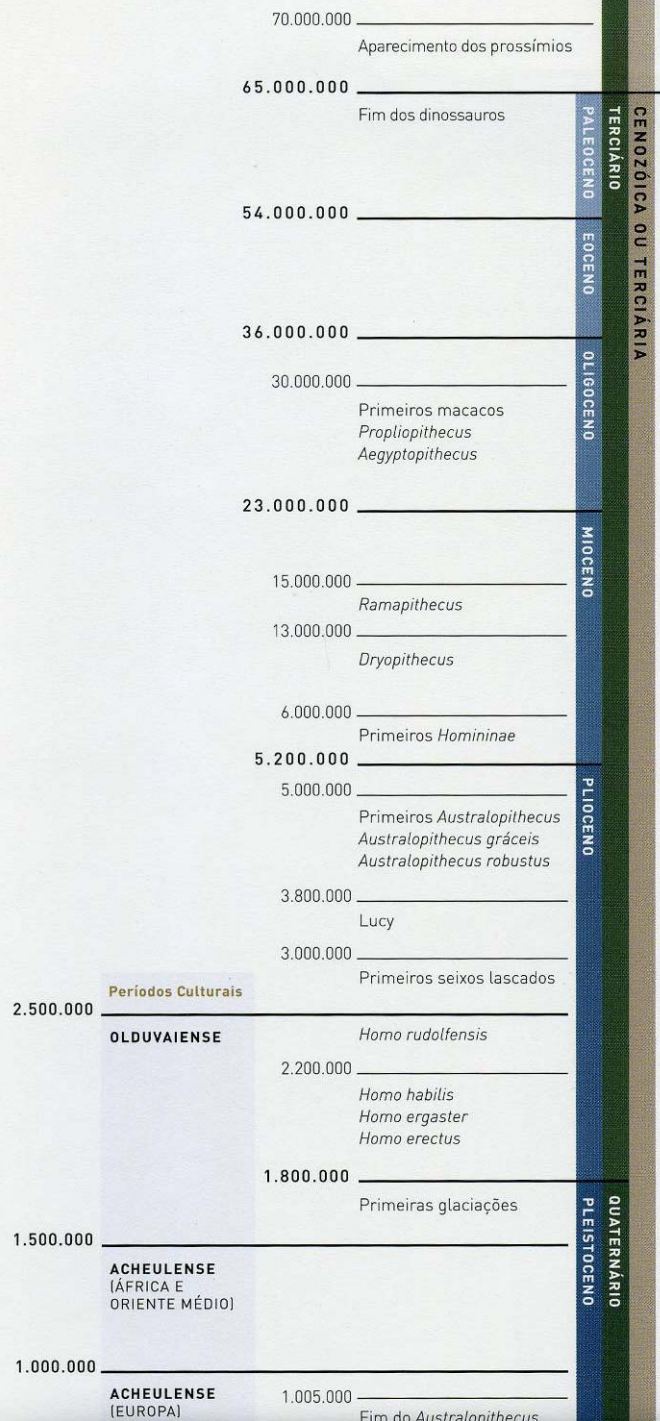 70.000.000
Aparecimento dos prossímios
65.000.000
Fim dos dinossauros
54.000.000
36.000.000
30.000.000
Primeiros macacos
Propliopithecus
Aegyptopithecus
23.000.000
15.000.000
Ramapithecus
13.000.000
Dryopithecus
6.000.000
Primeiros Homininae
5.200.000
5.000.000
Primeiros Australopithecus
Australopithecus gráceis
Australopithecus robustus
3.800.000
Lucy
3.000.000
Primeiros seixos lascados
Períodos Culturais
2.500.000
OLDUVAIENSE
Homo rudolfensis
2.200.000
Homo habilis
Homo ergaster
Homo erectus
1.800.000
Primeiras glaciações
1.500.000
ACHEULENSE
(ÁFRICA E
ORIENTE MÉDIO)
1.000.000
ACHEULENSE
(EUROPA)
1.005.000
Fim do Australopithecus
PALEOCENO
EOCENO
OLIGOCENO
MIOCENO
PLIOCENO
PLEISTOCENO
TERCIÁRIO
QUATERNÁRIO
CENOZÓICA OU TERCIÁRIA